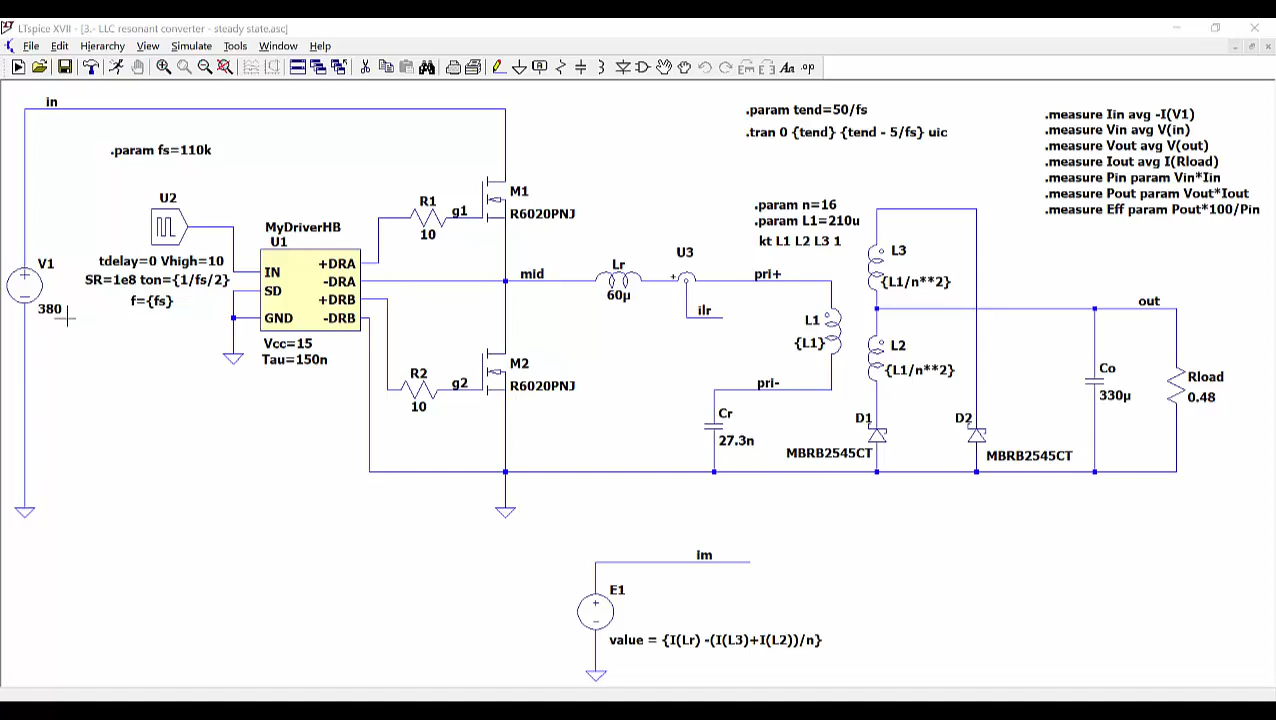 LTspice XVII - [3.- LLC resonant converter - steady state.asc]
File Edit Hierarchy View Simulate Tools Window Help
in
.param fs=110k
U2
tdelay=0 Vhigh=10
SR=1e8 ton={1/fs/2}
f={fs}
V1
380
MyDriverHB
U1
IN
SD
GND
+DRA
-DRA
+DRB
-DRB
Vcc=15
Tau=150n
R1
10
g1
M1
R6020PNJ
R2
10
g2
M2
R6020PNJ
mid
Lr
60µ
U3
+
ilr
pri+
L1
{L1}
pri-
Cr
27.3n
.param tend=50/fs
.tran 0 {tend} {tend - 5/fs} uic
.param n=16
.param L1=210u
kt L1 L2 L3 1
L3
{L1/n**2}
L2
{L1/n**2}
D1
MBRB2545CT
D2
MBRB2545CT
out
Co
330µ
Rload
0.48
.measure Iin avg -I(V1)
.measure Vin avg V(in)
.measure Vout avg V(out)
.measure Iout avg I(Rload)
.measure Pin param Vin*Iin
.measure Pout param Vout*Iout
.measure Eff param Pout*100/Pin
im
E1
value = {I(Lr) -(I(L3)+I(L2))/n}